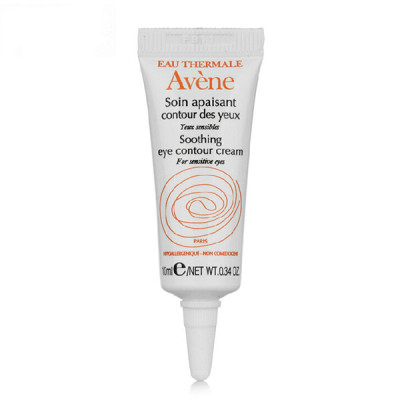 EAU THERMALE
Avène
Soin apaisant
contour des yeux
Yeux sensibles
Soothing
eye contour cream
For sensitive eyes
PARIS
HYPOALLERGÉNIQUE - NON COMEDOGENIC
10ml e/NET WT. 0.34 OZ.